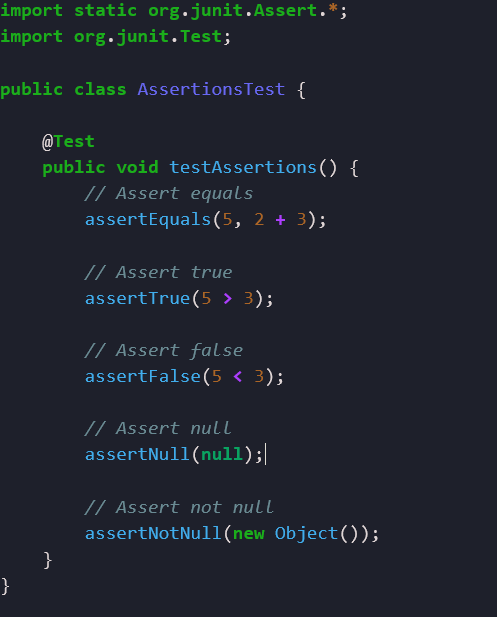 import static org.junit.Assert.*;
import org.junit.Test;

public class AssertionsTest {

    @Test
    public void testAssertions() {
        // Assert equals
        assertEquals(5, 2 + 3);

        // Assert true
        assertTrue(5 > 3);

        // Assert false
        assertFalse(5 < 3);

        // Assert null
        assertNull(null);

        // Assert not null
        assertNotNull(new Object());
    }
}